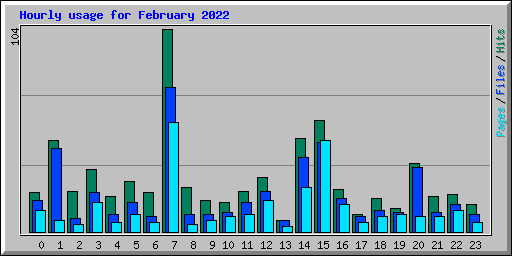 Hourly usage for February 2022
104
Pages / Files / Hits
0 1 2 3 4 5 6 7 8 9 10 11 12 13 14 15 16 17 18 19 20 21 22 23